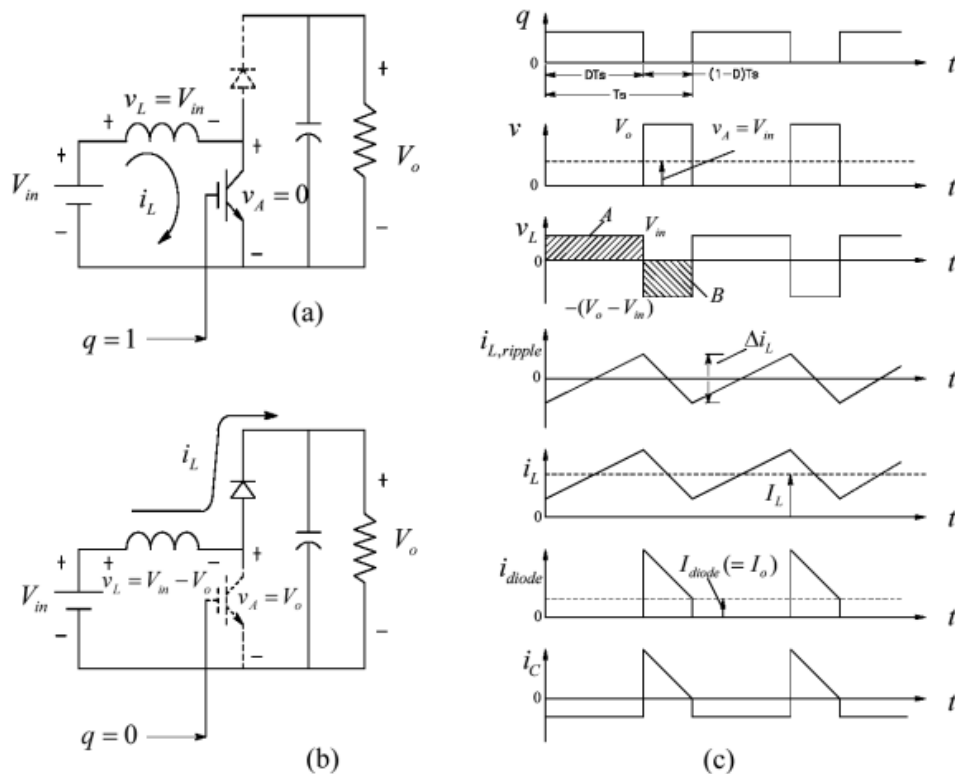 + v_L = V_in −
+
V_in
−
i_L
+
v_A = 0
−
+
V_o
−
q = 1
(a)
i_L
+ v_L = V_in − V_o −
+
V_in
−
+
v_A = V_o
−
+
V_o
−
q = 0
(b)
q
0
DTs
(1−D)Ts
Ts
t
v
V_o
v_A = V_in
0
t
v_L
A
V_in
0
B
−(V_o − V_in)
t
i_L,ripple
Δi_L
0
t
i_L
I_L
0
t
i_diode
I_diode (= I_o)
0
t
i_C
0
t
(c)